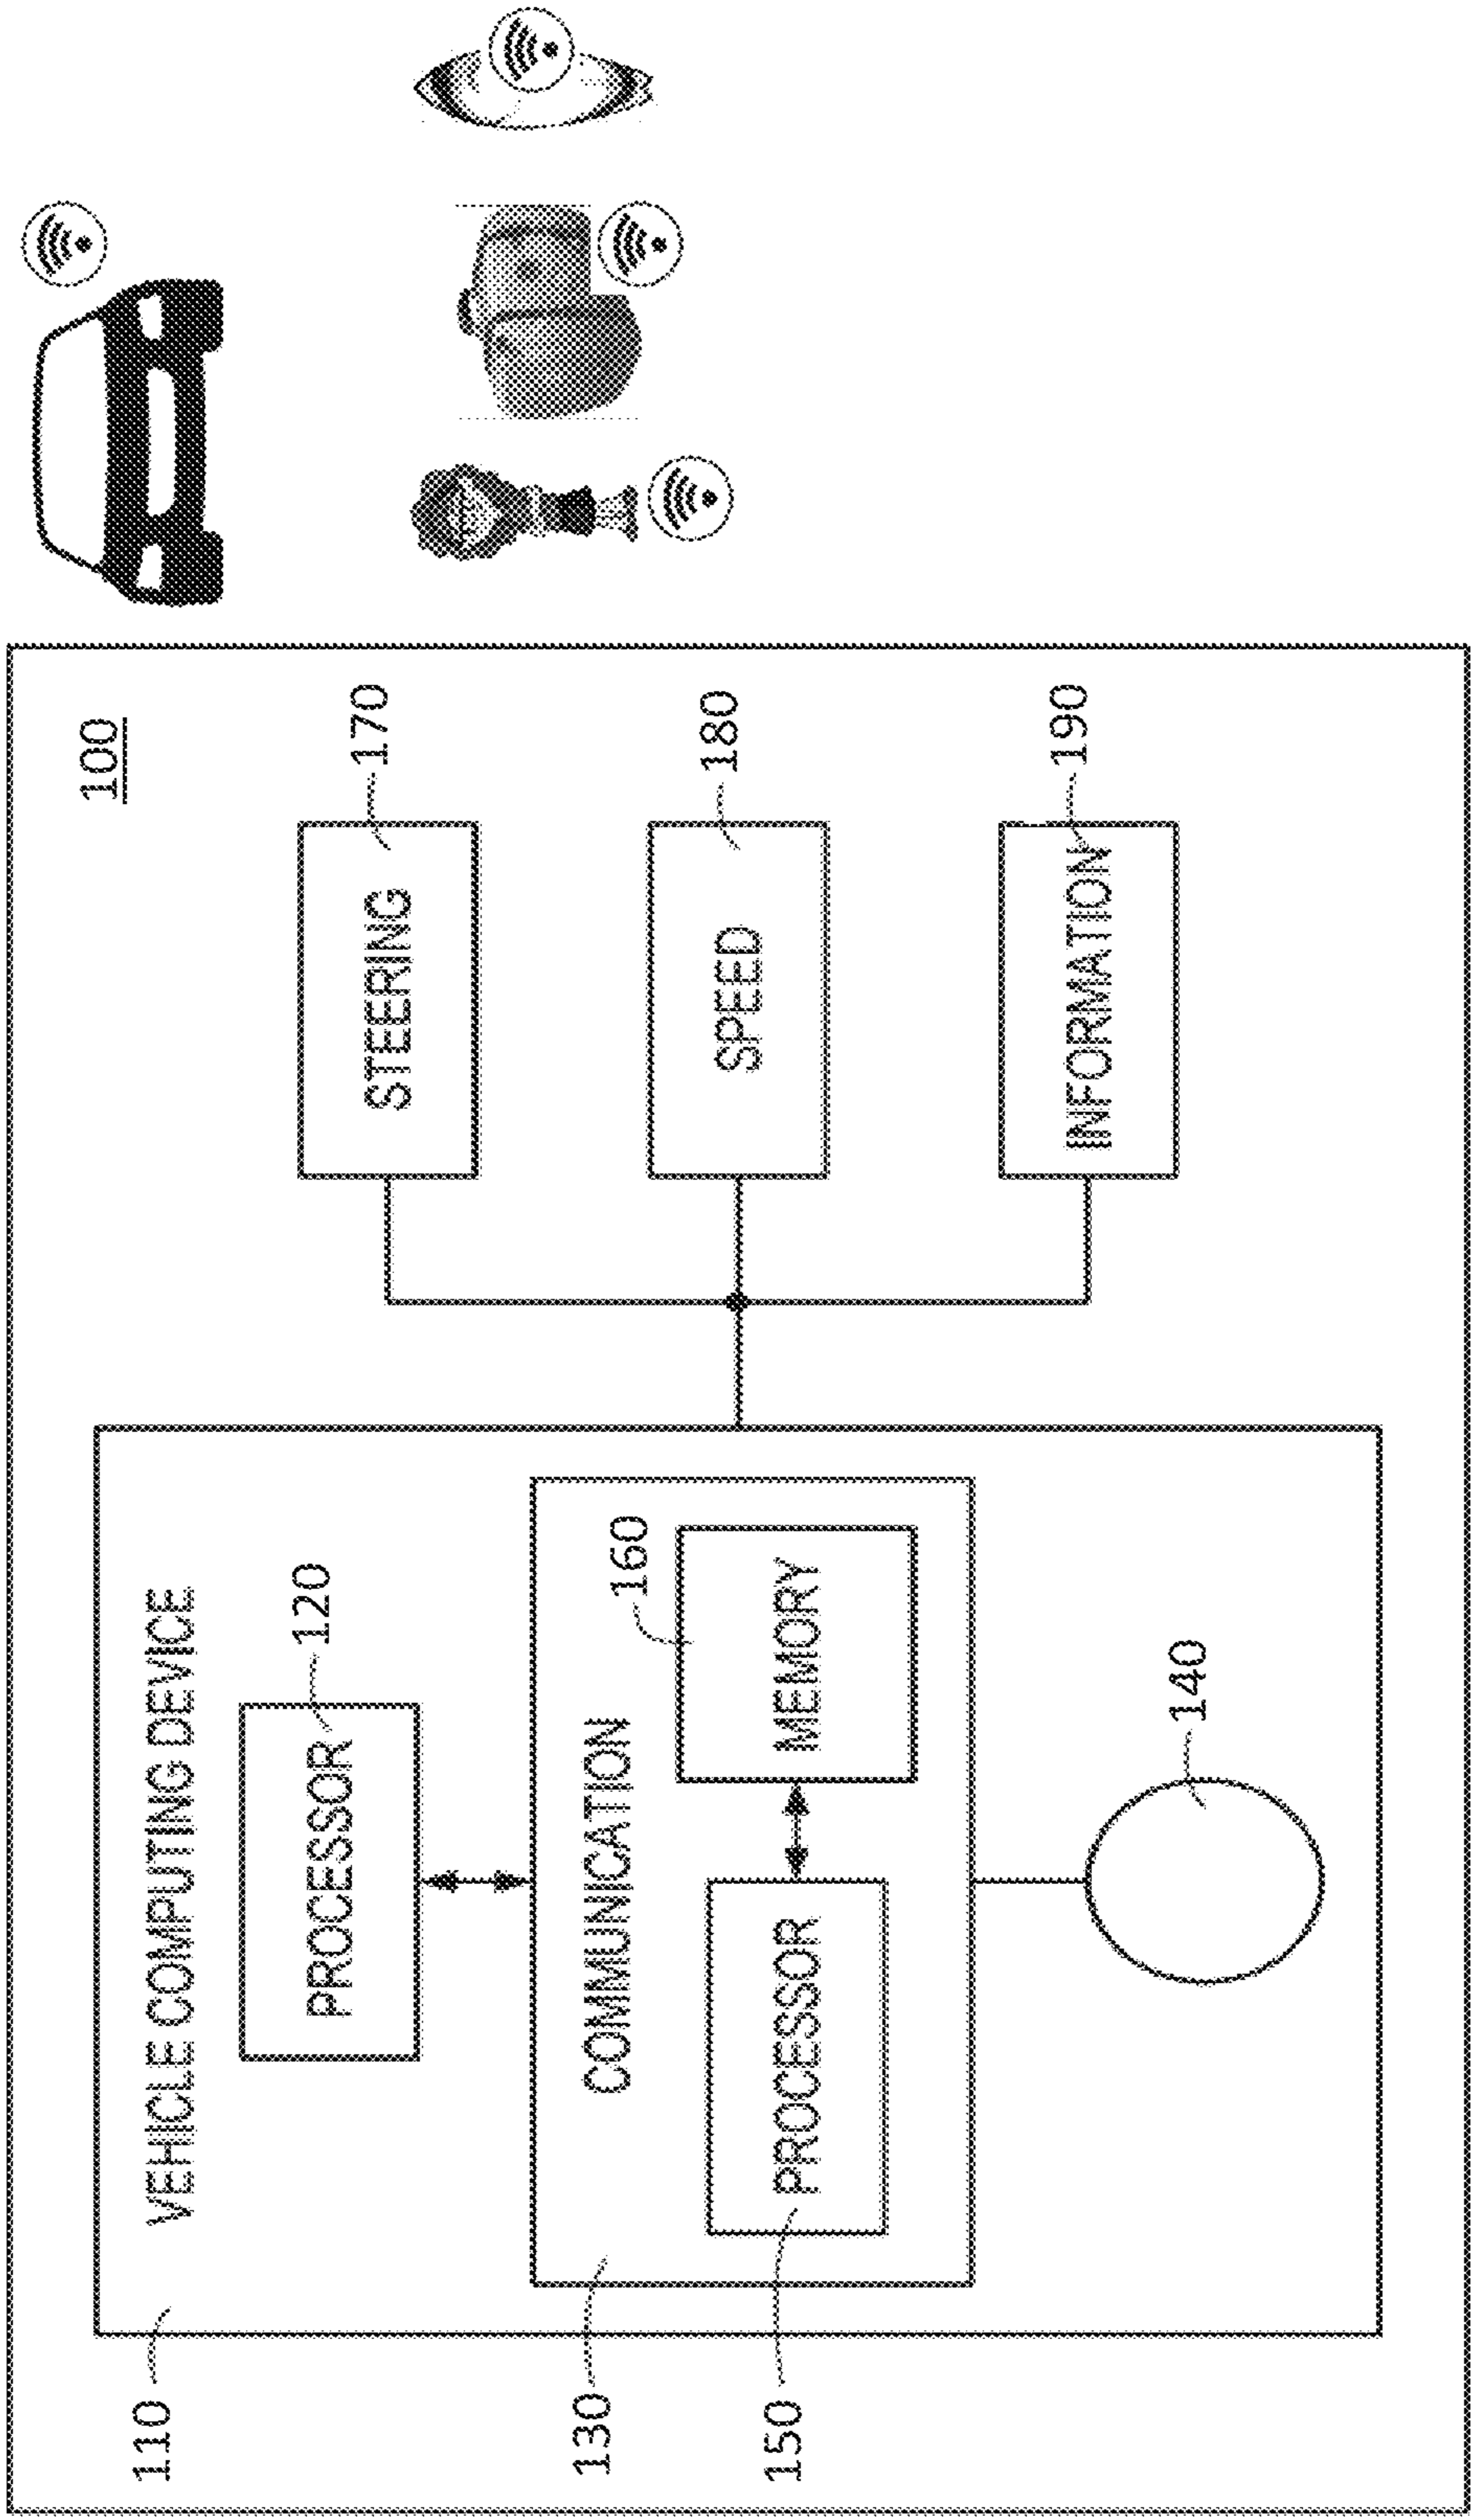 100
110
VEHICLE COMPUTING DEVICE
PROCESSOR
120
130
COMMUNICATION
160
150
PROCESSOR
MEMORY
140
STEERING
170
SPEED
180
INFORMATION
190